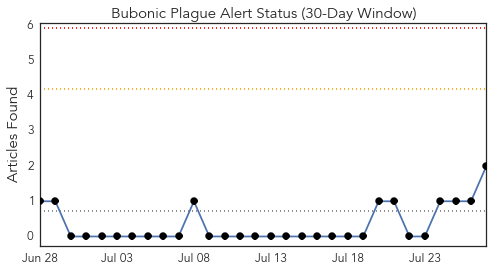 Bubonic Plague Alert Status (30-Day Window)
Articles Found
6
5
4
3
2
1
0
Jun 28 Jul 03 Jul 08 Jul 13 Jul 18 Jul 23